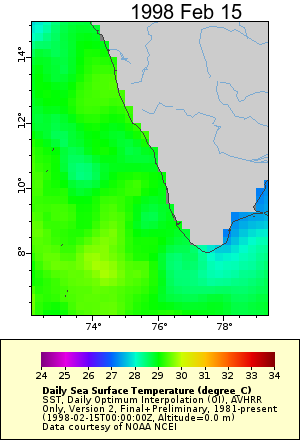 1998 Feb 15
14°
12°
10°
8°
74°
76°
78°
24 25 26 27 28 29 30 31 32 33 34
Daily Sea Surface Temperature (degree_C)
SST, Daily Optimum Interpolation (OI), AVHRR
Only, Version 2, Final+Preliminary, 1981-present
(1998-02-15T00:00:00Z, Altitude=0.0 m)
Data courtesy of NOAA NCEI